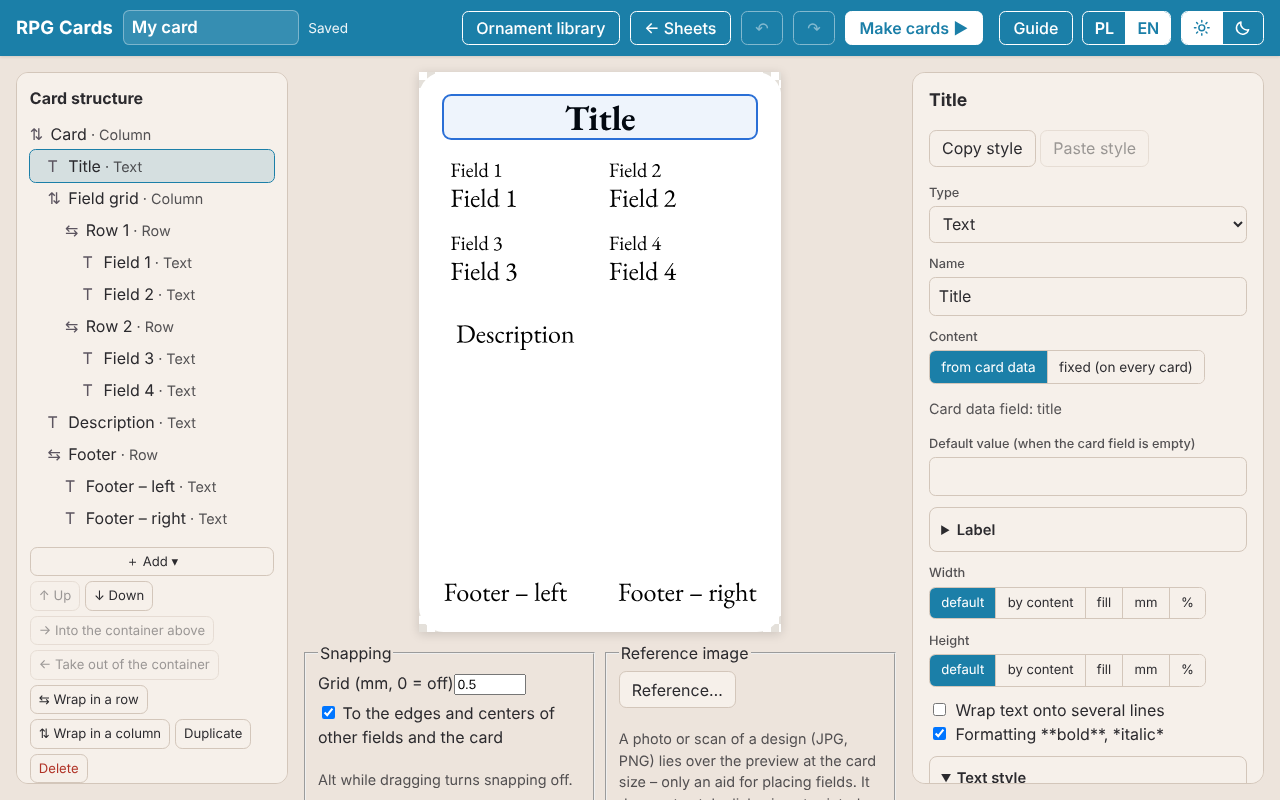 RPG Cards
My card
Saved
Ornament library
← Sheets
↶
↷
Make cards ▶
Guide
PL
EN
Card structure
⇅ Card · Column
T Title · Text
⇅ Field grid · Column
⇆ Row 1 · Row
T Field 1 · Text
T Field 2 · Text
⇆ Row 2 · Row
T Field 3 · Text
T Field 4 · Text
T Description · Text
⇆ Footer · Row
T Footer – left · Text
T Footer – right · Text
+ Add ▾
↑ Up
↓ Down
→ Into the container above
← Take out of the container
⇆ Wrap in a row
⇅ Wrap in a column
Duplicate
Delete
Title
Field 1
Field 1
Field 2
Field 2
Field 3
Field 3
Field 4
Field 4
Description
Footer – left
Footer – right
Snapping
Grid (mm, 0 = off) 0.5
To the edges and centers of
other fields and the card
Alt while dragging turns snapping off.
Reference image
Reference...
A photo or scan of a design (JPG,
PNG) lies over the preview at the card
size – only an aid for placing fields. It
Title
Copy style
Paste style
Type
Text
Name
Title
Content
from card data
fixed (on every card)
Card data field: title
Default value (when the card field is empty)
▶ Label
Width
default
by content
fill
mm
%
Height
default
by content
fill
mm
%
Wrap text onto several lines
Formatting **bold**, *italic*
▼ Text style